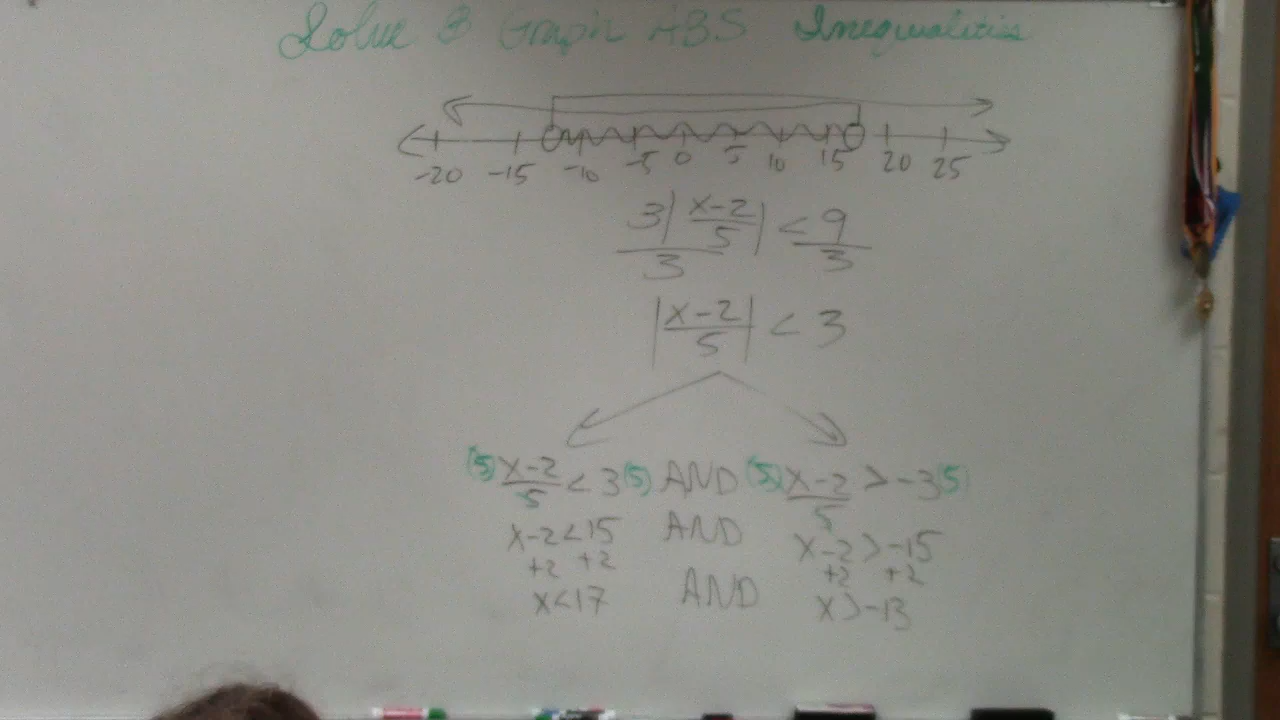 Solve & Graph ABS Inequalities
-20 -15 -10 -5 0 5 10 15 20 25
3|x-2/5| < 9
3 3
|x-2/5| < 3
(5) x-2/5 < 3(5) AND (5) x-2/5 > -3(5)
x-2<15 AND x-2>-15
+2 +2 +2 +2
x<17 AND x>-13